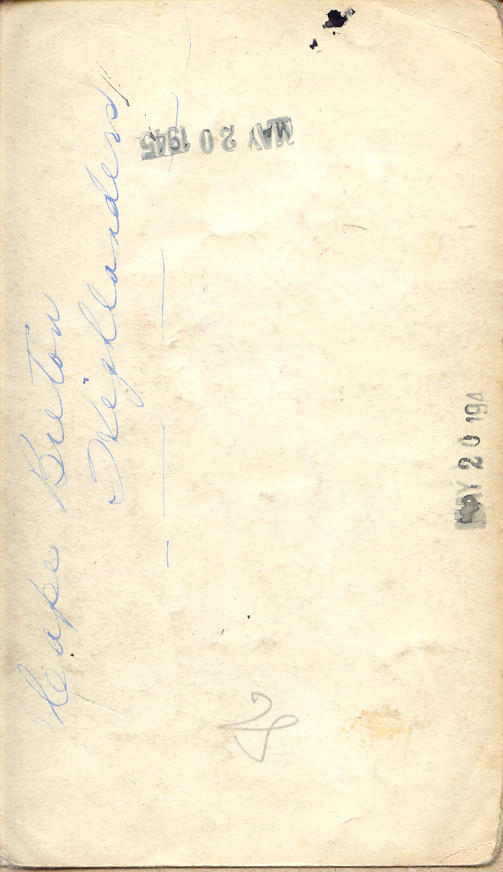 Cape Breton
Highlanders
MAY 20 1945
MAY 20 194